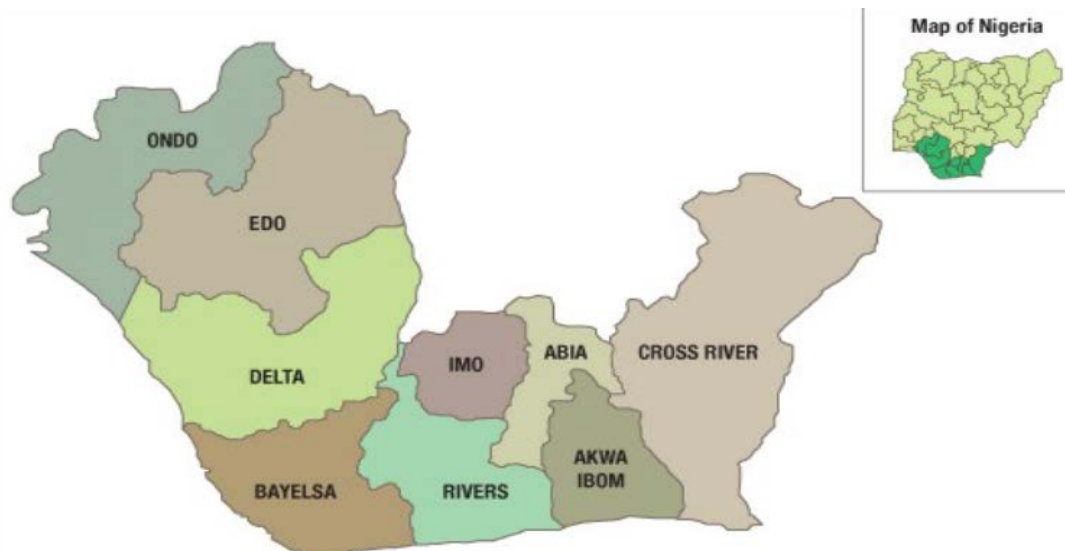 Map of Nigeria
ONDO
EDO
DELTA
IMO
ABIA
CROSS RIVER
BAYELSA
RIVERS
AKWA
IBOM